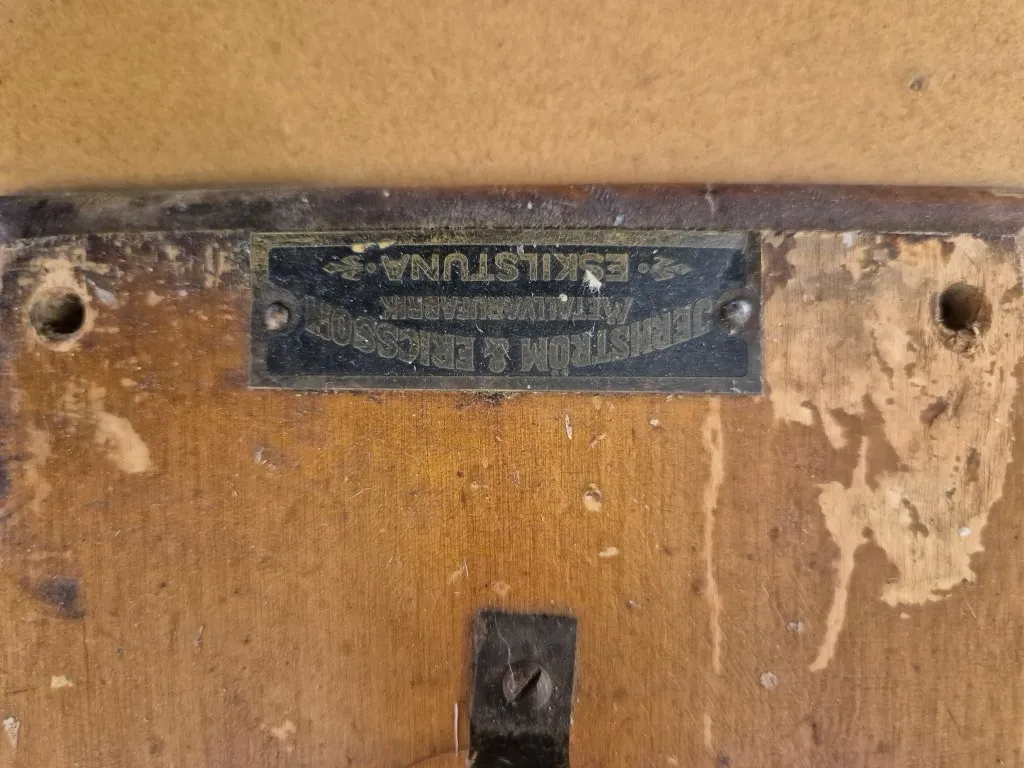 JERNSTRÖM & ERICSSON
METALLVARUFABRIK
ESKILSTUNA